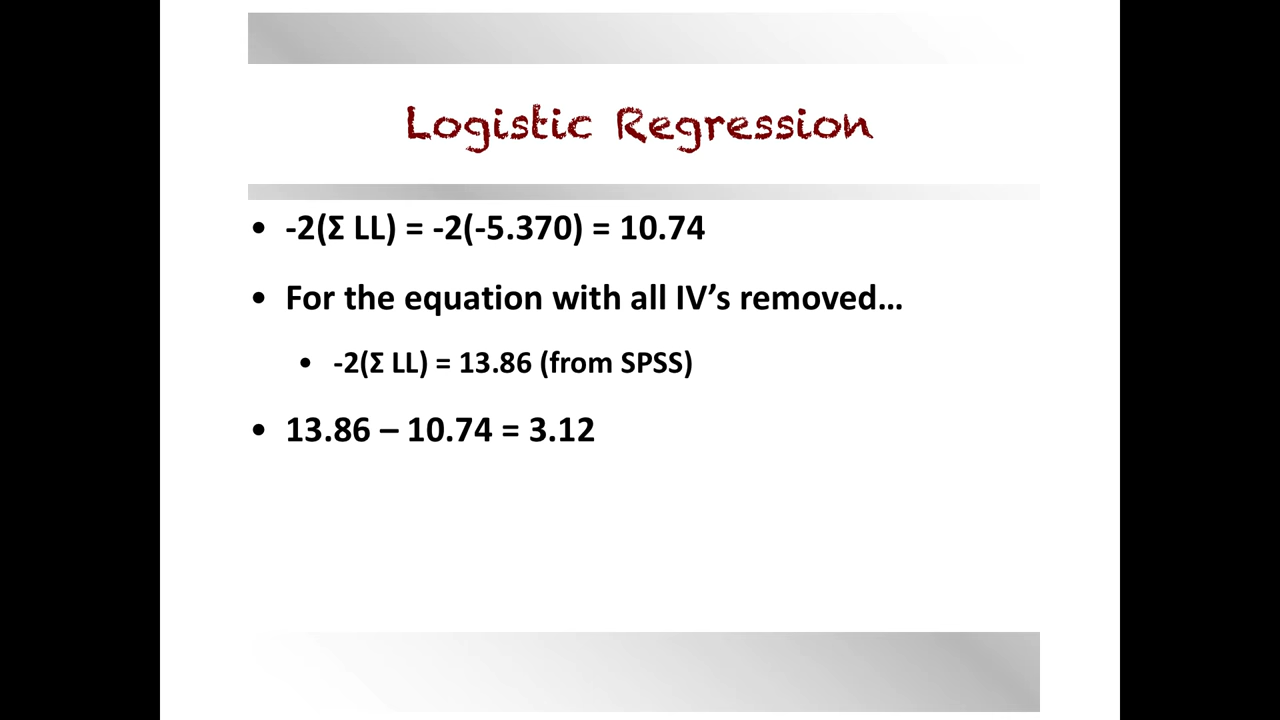 Logistic Regression
• -2(Σ LL) = -2(-5.370) = 10.74
• For the equation with all IV’s removed…
• -2(Σ LL) = 13.86 (from SPSS)
• 13.86 – 10.74 = 3.12